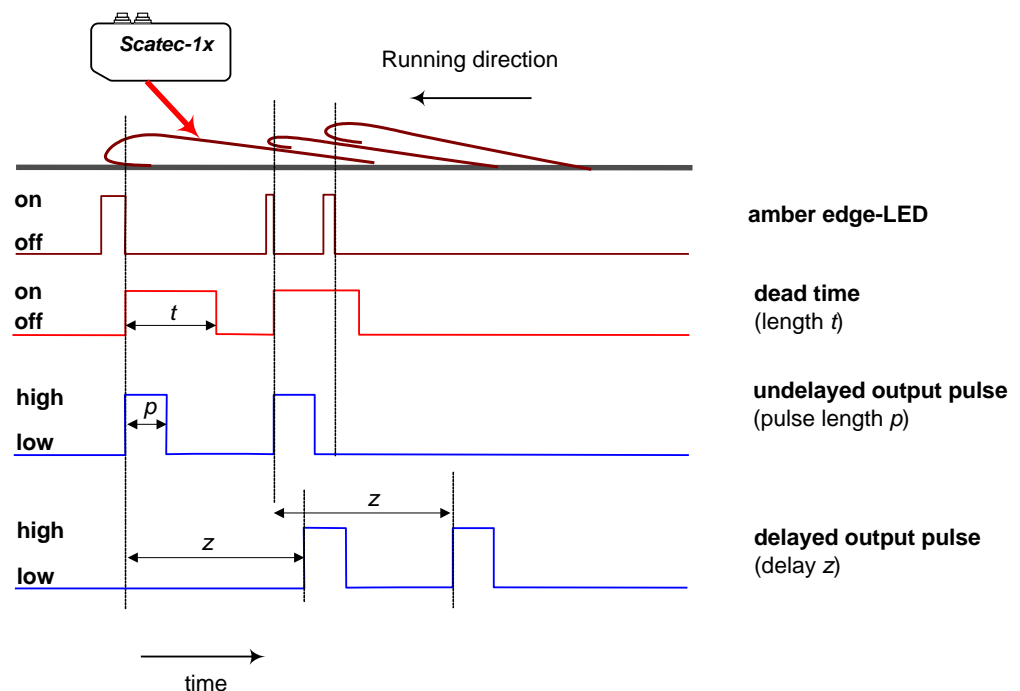 Scatec-1x
Running direction
on
off
amber edge-LED
on
off
t
dead time
(length t)
high
low
p
undelayed output pulse
(pulse length p)
high
low
z
z
delayed output pulse
(delay z)
time